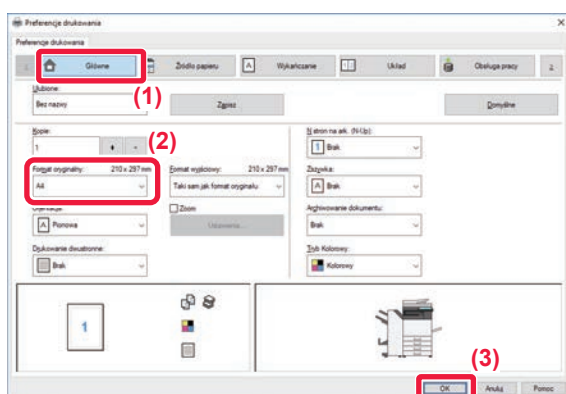 Preferencje drukowania
Preferencje drukowania
Główne
Źródło papieru
Wykańczanie
Układ
Obsługa pracy
(1)
Ulubione:
Bez nazwy
Zapisz
Domyślne
Kopie:
1
+ -
(2)
Format oryginalny: 210 x 297 mm
A4
Format wyjściowy: 210 x 297 mm
Taki sam jak format oryginału
Orientacja:
Pionowa
Zoom
Ustawienia...
Drukowanie dwustronne:
Brak
N stron na ark. (N-Up):
1 Brak
Zszywka:
A Brak
Archiwowanie dokumentu:
Brak
Tryb Kolorowy:
Kolorowy
1
(3)
OK
Anuluj
Pomoc